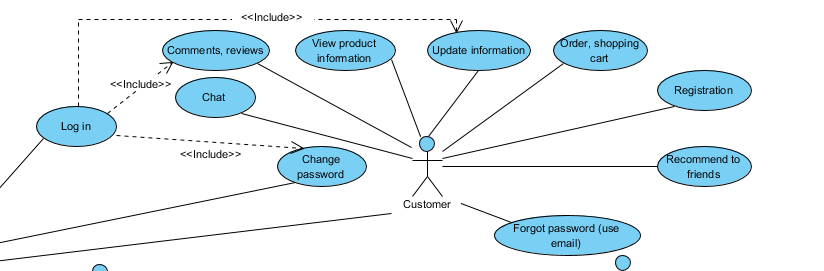 <<Include>>
Comments, reviews
View product
information
Update information
Order, shopping
cart
<<Include>>
Chat
Registration
Log in
<<Include>>
Change
password
Recommend to
friends
Customer
Forgot password (use
email)